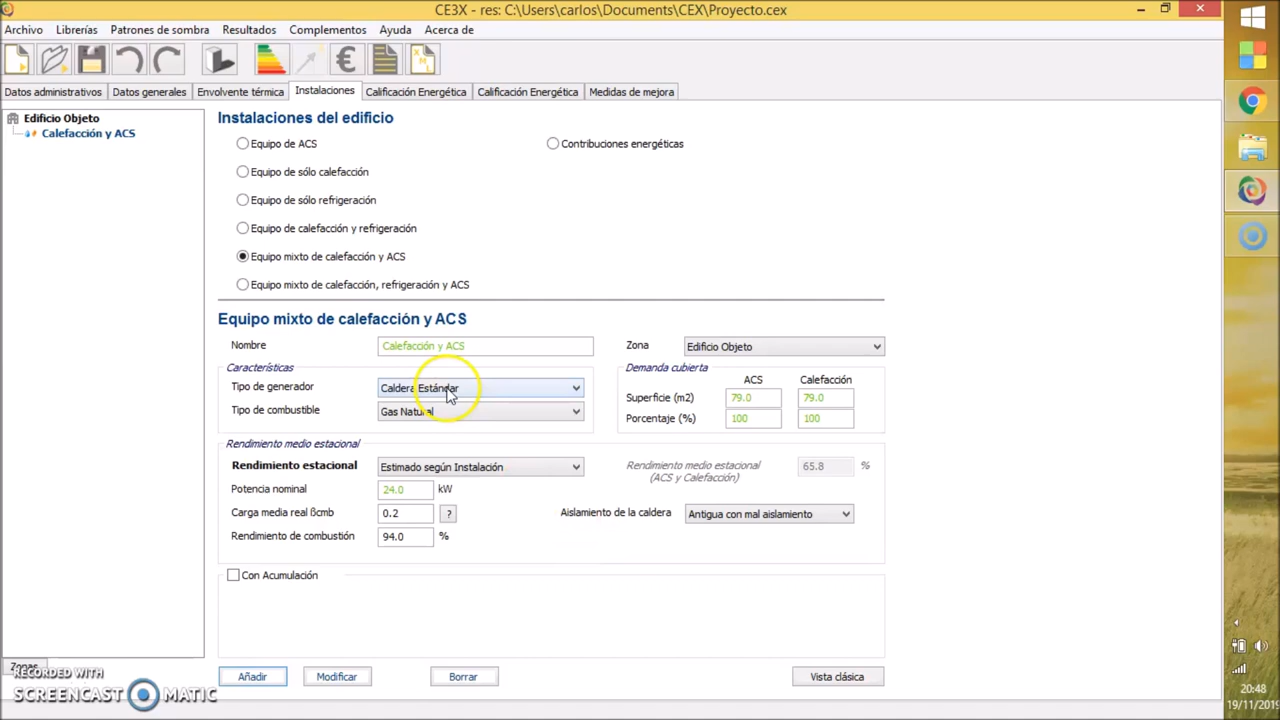 CE3X - res: C:\Users\carlos\Documents\CEX\Proyecto.cex
Archivo Librerías Patrones de sombra Resultados Complementos Ayuda Acerca de
€ XML
Datos administrativos Datos generales Envolvente térmica Instalaciones Calificación Energética Calificación Energética Medidas de mejora
Edificio Objeto
Calefacción y ACS
Instalaciones del edificio
Equipo de ACS Contribuciones energéticas
Equipo de sólo calefacción
Equipo de sólo refrigeración
Equipo de calefacción y refrigeración
Equipo mixto de calefacción y ACS
Equipo mixto de calefacción, refrigeración y ACS
Equipo mixto de calefacción y ACS
Nombre Calefacción y ACS Zona Edificio Objeto
Características Demanda cubierta
ACS Calefacción
Tipo de generador Caldera Estándar
Superficie (m2) 79.0 79.0
Tipo de combustible Gas Natural
Porcentaje (%) 100 100
Rendimiento medio estacional
Rendimiento estacional Estimado según Instalación Rendimiento medio estacional 65.8 %
(ACS y Calefacción)
Potencia nominal 24.0 kW
Carga media real βcmb 0.2 ? Aislamiento de la caldera Antigua con mal aislamiento
Rendimiento de combustión 94.0 %
Con Acumulación
Zonas
RECORDED WITH
SCREENCAST MATIC
Añadir Modificar Borrar Vista clásica
20:48
19/11/2019